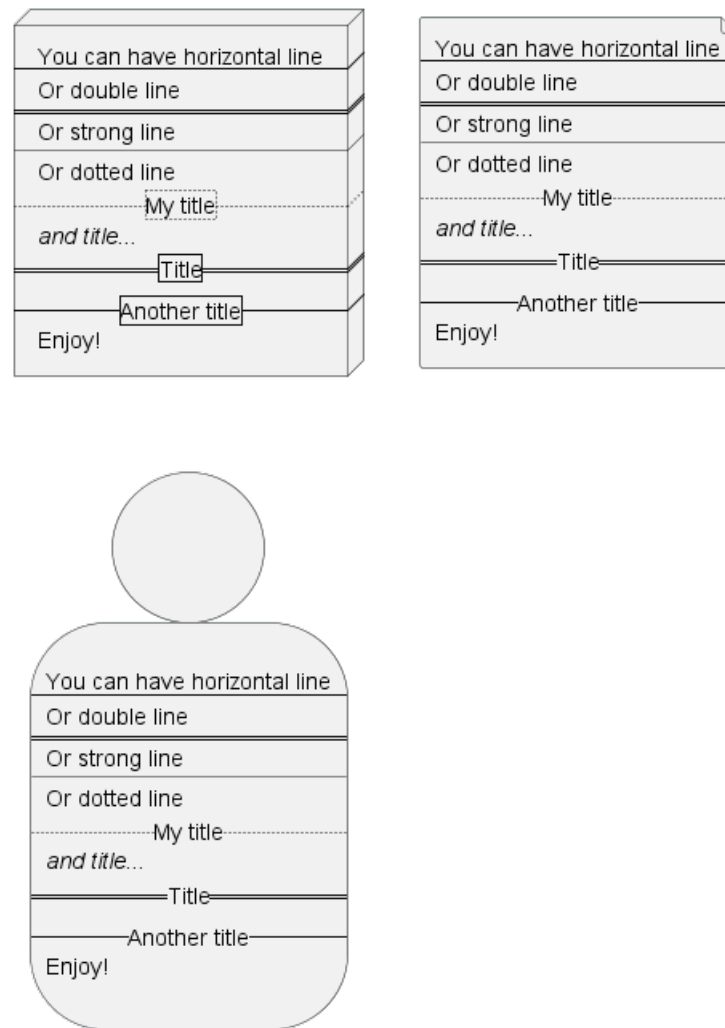 You can have horizontal line
Or double line
Or strong line
Or dotted line
My title
and title...
Title
Another title
Enjoy!
You can have horizontal line
Or double line
Or strong line
Or dotted line
My title
and title...
Title
Another title
Enjoy!
You can have horizontal line
Or double line
Or strong line
Or dotted line
My title
and title...
Title
Another title
Enjoy!